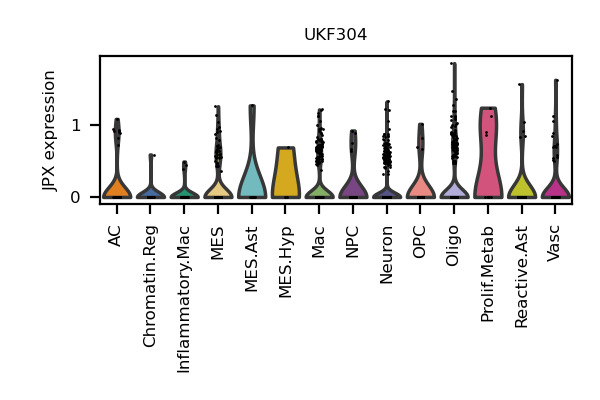 UKF304
JPX expression
1
0
AC
Chromatin.Reg
Inflammatory.Mac
MES
MES.Ast
MES.Hyp
Mac
NPC
Neuron
OPC
Oligo
Prolif.Metab
Reactive.Ast
Vasc